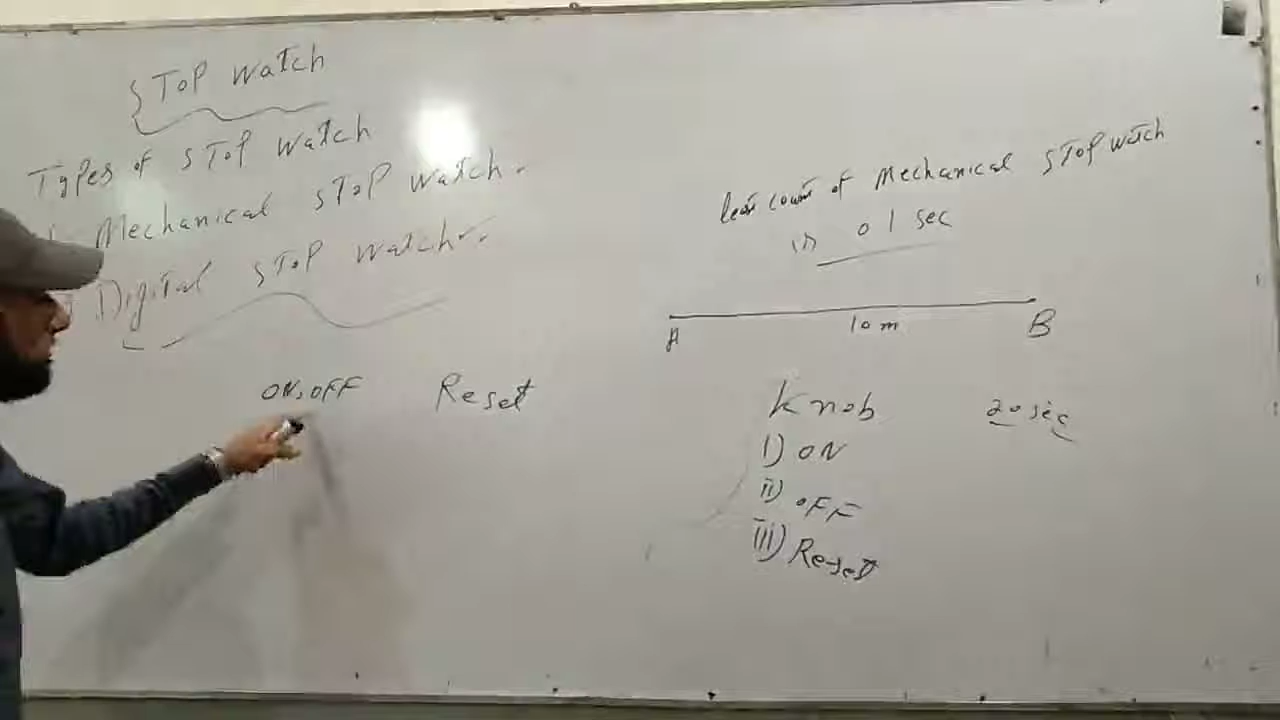 STOP Watch
Types of STOP Watch
Mechanical STOP Watch.
Digital STOP Watch
ON, OFF Reset
least count of Mechanical STOP Watch
is 0 1 sec
10 m
A B
Knob 20 sec
i) ON
ii) OFF
iii) Reset